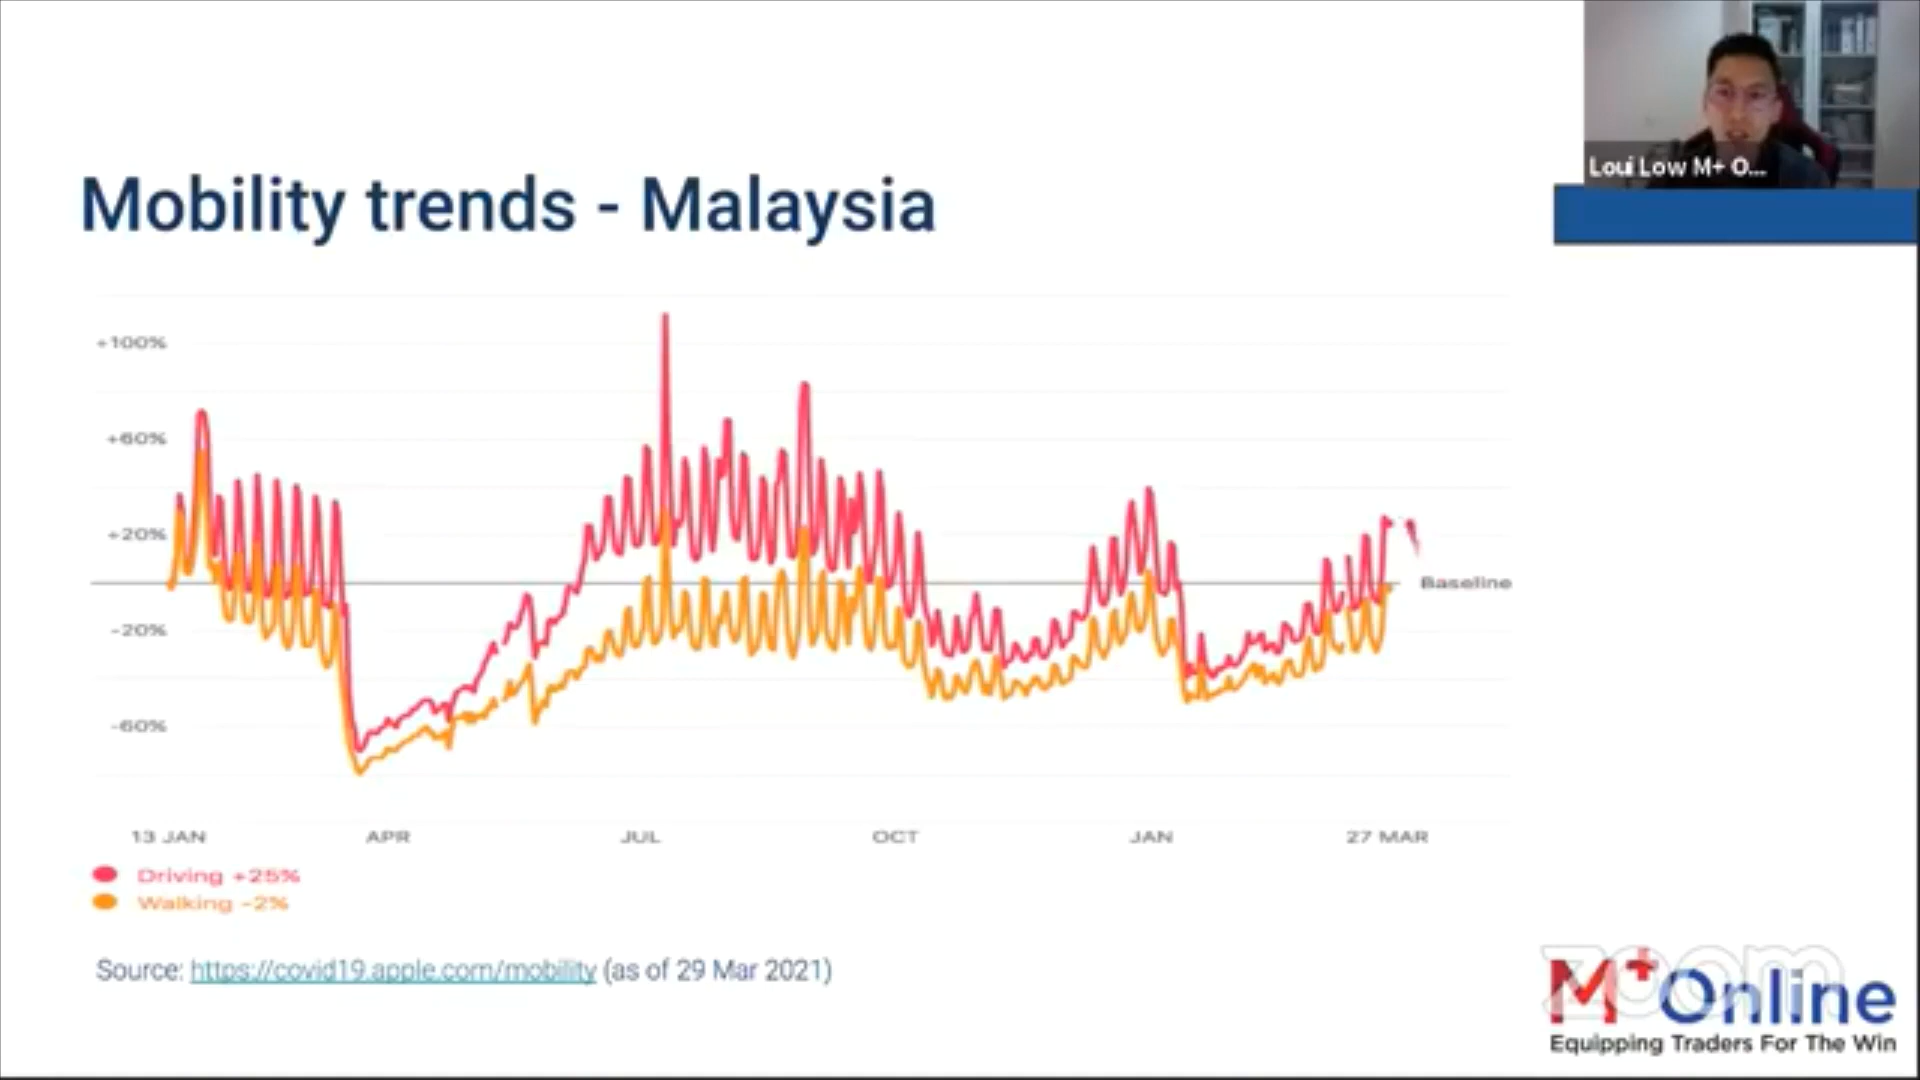 Loui Low M+ O...
Mobility trends - Malaysia
+100%
+60%
+20%
Baseline
-20%
-60%
13 JAN APR JUL OCT JAN 27 MAR
Driving +25%
Walking -2%
Source: https://covid19.apple.com/mobility (as of 29 Mar 2021)
zoom
M+ Online
Equipping Traders For The Win